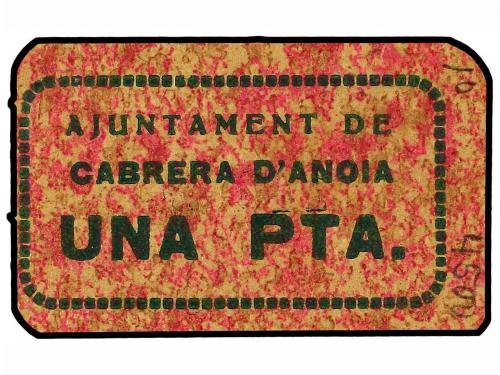 AJUNTAMENT DE
CABRERA D'ANOIA
UNA PTA.